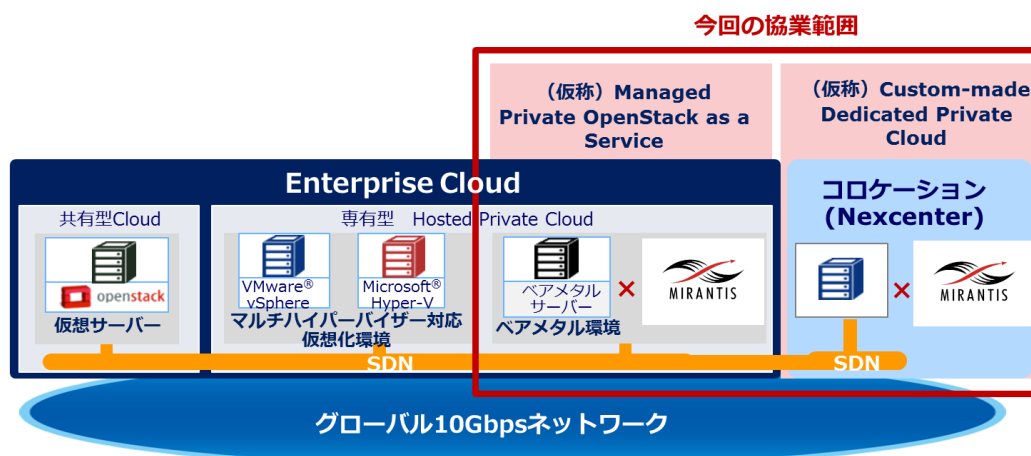 今回の協業範囲
（仮称）Managed
Private OpenStack as a
Service
（仮称）Custom-made
Dedicated Private
Cloud
Enterprise Cloud
コロケーション
(Nexcenter)
共有型Cloud
専有型　Hosted Private Cloud
openstack
仮想サーバー
VMware®
vSphere
Microsoft®
Hyper-V
マルチハイパーバイザー対応
仮想化環境
ベアメタル
サーバー
×
MIRANTIS
ベアメタル環境
×
MIRANTIS
SDN
SDN
グローバル10Gbpsネットワーク